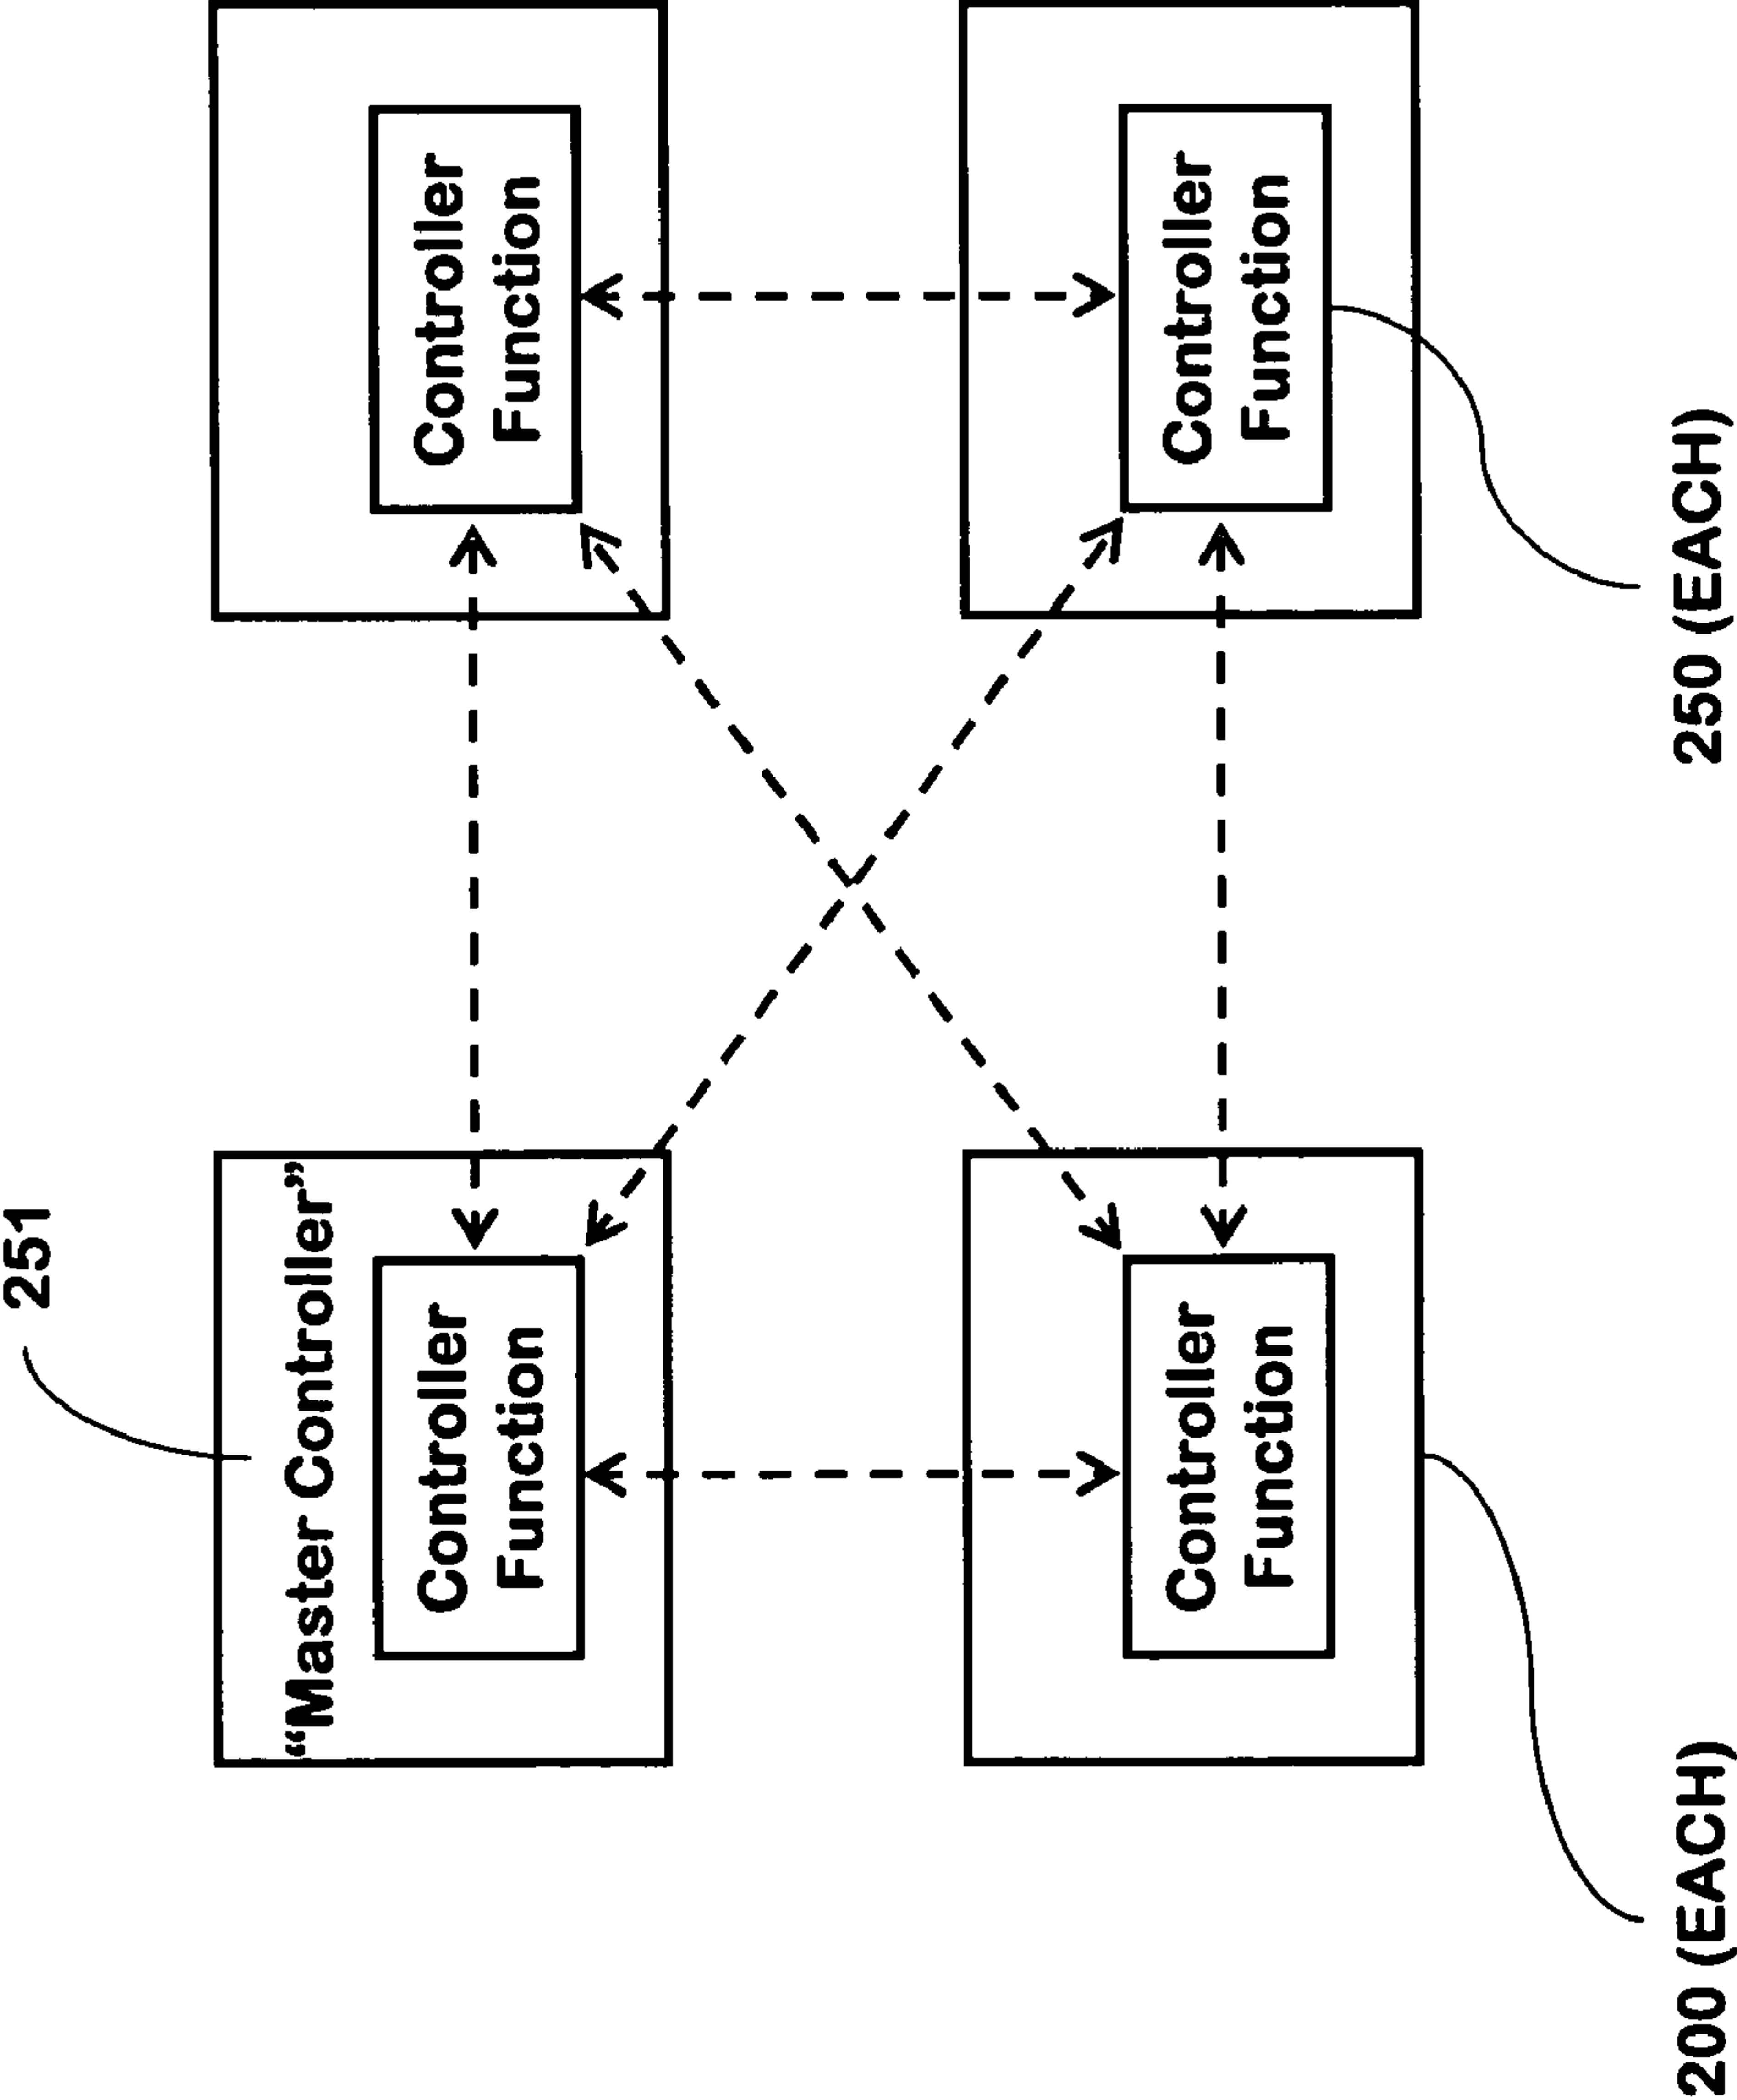 251
“Master Controller”
Controller
Function
Controller
Function
Controller
Function
Controller
Function
200 (EACH)
250 (EACH)